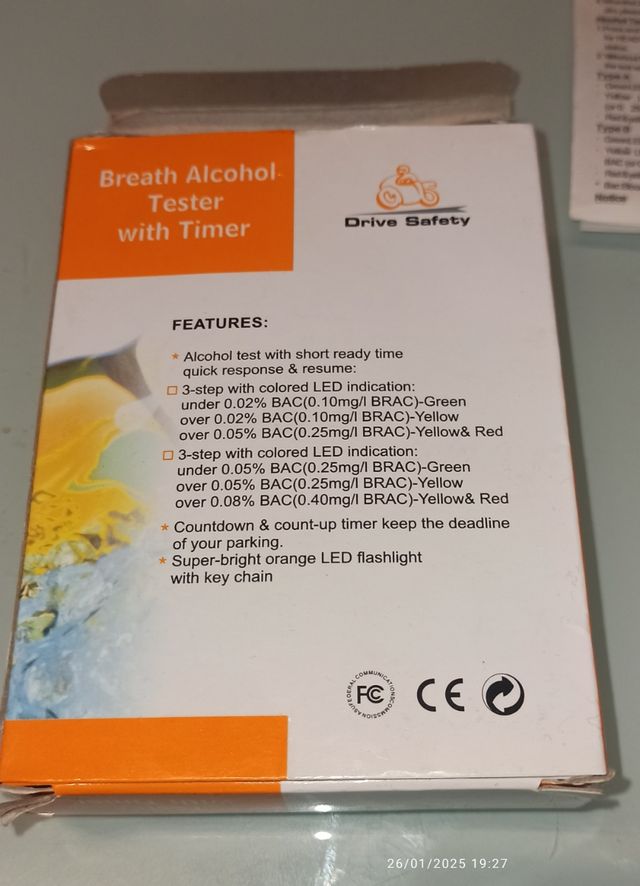 Breath Alcohol
Tester
with Timer
Drive Safety
FEATURES:
* Alcohol test with short ready time
quick response & resume:
□ 3-step with colored LED indication:
under 0.02% BAC(0.10mg/l BRAC)-Green
over 0.02% BAC(0.10mg/l BRAC)-Yellow
over 0.05% BAC(0.25mg/l BRAC)-Yellow& Red
□ 3-step with colored LED indication:
under 0.05% BAC(0.25mg/l BRAC)-Green
over 0.05% BAC(0.25mg/l BRAC)-Yellow
over 0.08% BAC(0.40mg/l BRAC)-Yellow& Red
* Countdown & count-up timer keep the deadline
of your parking.
* Super-bright orange LED flashlight
with key chain
FC
CE
Type A
Type B
Notice
26/01/2025 19:27